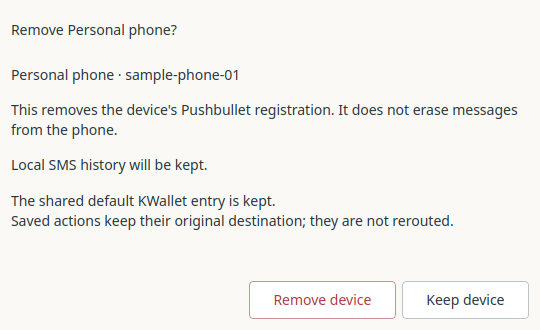 Remove Personal phone?
Personal phone · sample-phone-01
This removes the device's Pushbullet registration. It does not erase messages
from the phone.
Local SMS history will be kept.
The shared default KWallet entry is kept.
Saved actions keep their original destination; they are not rerouted.
Remove device
Keep device